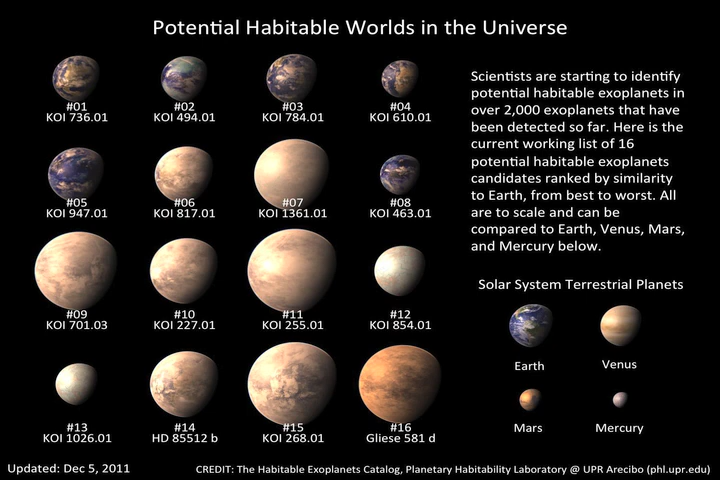 Potential Habitable Worlds in the Universe
#01
KOI 736.01
#02
KOI 494.01
#03
KOI 784.01
#04
KOI 610.01
#05
KOI 947.01
#06
KOI 817.01
#07
KOI 1361.01
#08
KOI 463.01
#09
KOI 701.03
#10
KOI 227.01
#11
KOI 255.01
#12
KOI 854.01
#13
KOI 1026.01
#14
HD 85512 b
#15
KOI 268.01
#16
Gliese 581 d
Scientists are starting to identify
potential habitable exoplanets in
over 2,000 exoplanets that have
been detected so far. Here is the
current working list of 16
potential habitable exoplanets
candidates ranked by similarity
to Earth, from best to worst. All
are to scale and can be
compared to Earth, Venus, Mars,
and Mercury below.
Solar System Terrestrial Planets
Earth
Venus
Mars
Mercury
Updated: Dec 5, 2011
CREDIT: The Habitable Exoplanets Catalog, Planetary Habitability Laboratory @ UPR Arecibo (phl.upr.edu)